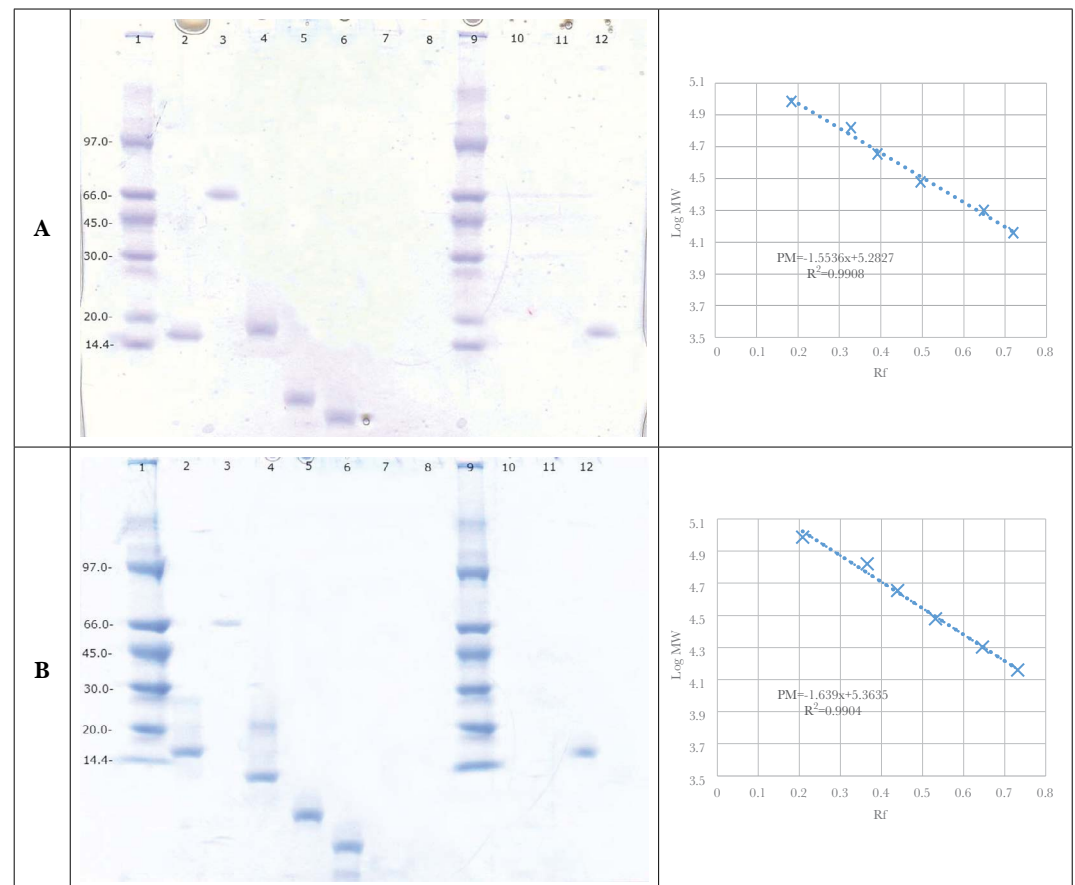 A
1 2 3 4 5 6 7 8 9 10 11 12
97.0-
66.0-
45.0-
30.0-
20.0-
14.4-
5.1
4.9
4.7
4.5
4.3
4.1
3.9
3.7
3.5
Log MW
PM=-1.5536x+5.2827
R²=0.9908
0 0.1 0.2 0.3 0.4 0.5 0.6 0.7 0.8
Rf
B
1 2 3 4 5 6 7 8 9 10 11 12
97.0-
66.0-
45.0-
30.0-
20.0-
14.4-
5.1
4.9
4.7
4.5
4.3
4.1
3.9
3.7
3.5
Log MW
PM=-1.639x+5.3635
R²=0.9904
0 0.1 0.2 0.3 0.4 0.5 0.6 0.7 0.8
Rf